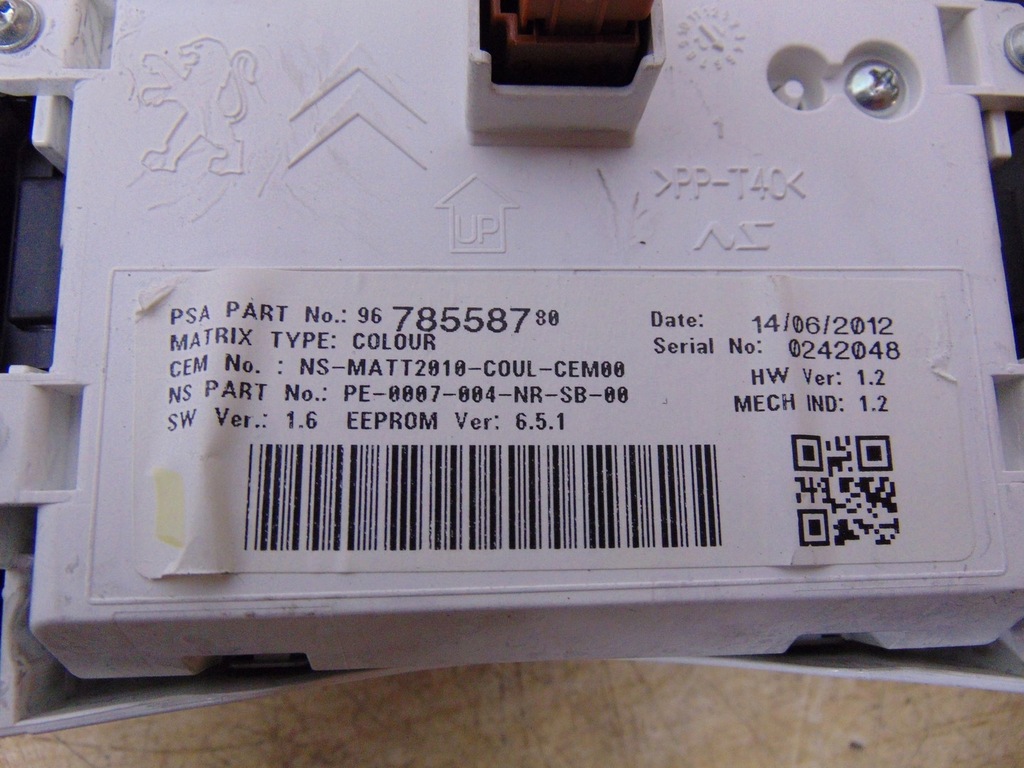 >PP-T40<
UP
PSA PART No.: 96 785587 80
MATRIX TYPE: COLOUR
CEM No. : NS-MATT2010-COUL-CEM00
NS PART No.: PE-0007-004-NR-SB-00
SW Ver.: 1.6 EEPROM Ver: 6.5.1
Date: 14/06/2012
Serial No: 0242048
HW Ver: 1.2
MECH IND: 1.2